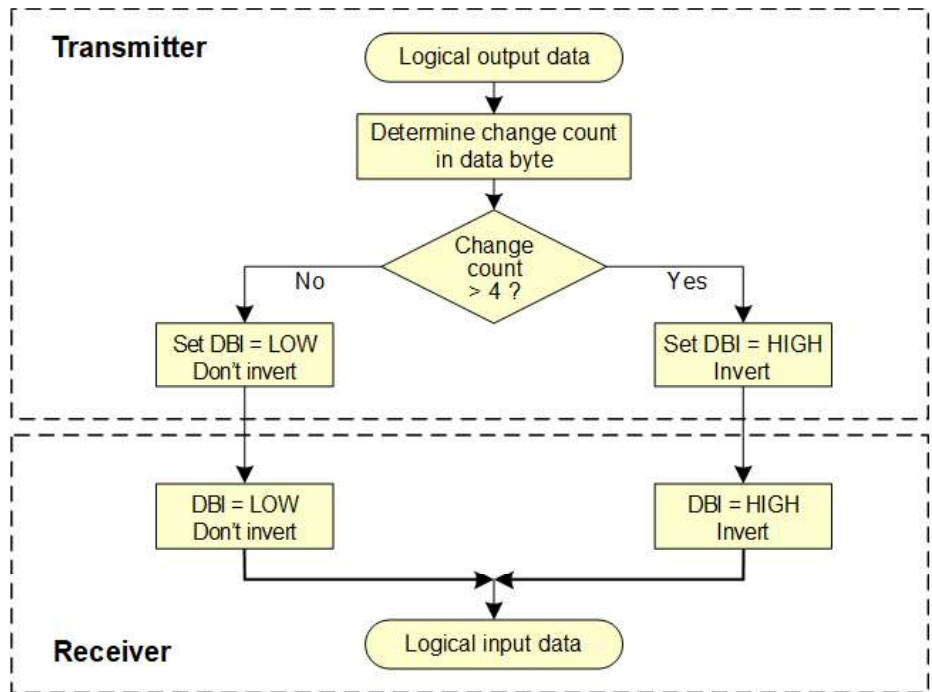 Transmitter
Logical output data
Determine change count
in data byte
Change
count
> 4 ?
No
Yes
Set DBI = LOW
Don't invert
Set DBI = HIGH
Invert
DBI = LOW
Don't invert
DBI = HIGH
Invert
Logical input data
Receiver